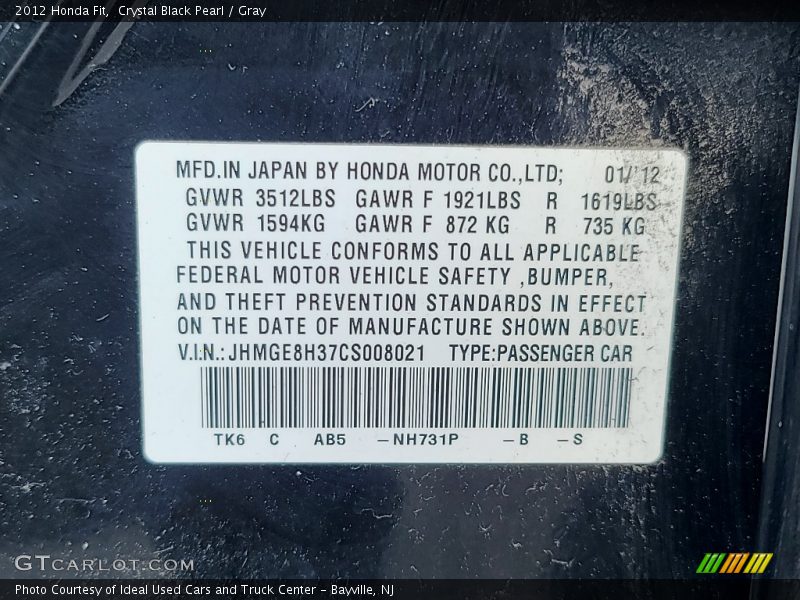 2012 Honda Fit, Crystal Black Pearl / Gray
MFD.IN JAPAN BY HONDA MOTOR CO.,LTD; 01/'12
GVWR 3512LBS GAWR F 1921LBS R 1619LBS
GVWR 1594KG GAWR F 872 KG R 735 KG
THIS VEHICLE CONFORMS TO ALL APPLICABLE
FEDERAL MOTOR VEHICLE SAFETY ,BUMPER,
AND THEFT PREVENTION STANDARDS IN EFFECT
ON THE DATE OF MANUFACTURE SHOWN ABOVE.
V.I.N.: JHMGE8H37CS008021 TYPE:PASSENGER CAR
TK6 C AB5 –NH731P –B –S
GTCARLOT.COM
Photo Courtesy of Ideal Used Cars and Truck Center – Bayville, NJ